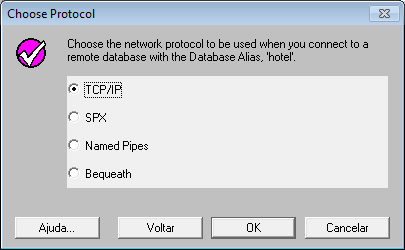 Choose Protocol
Choose the network protocol to be used when you connect to a
remote database with the Database Alias, 'hotel'.
TCP/IP
SPX
Named Pipes
Bequeath
Ajuda... Voltar OK Cancelar